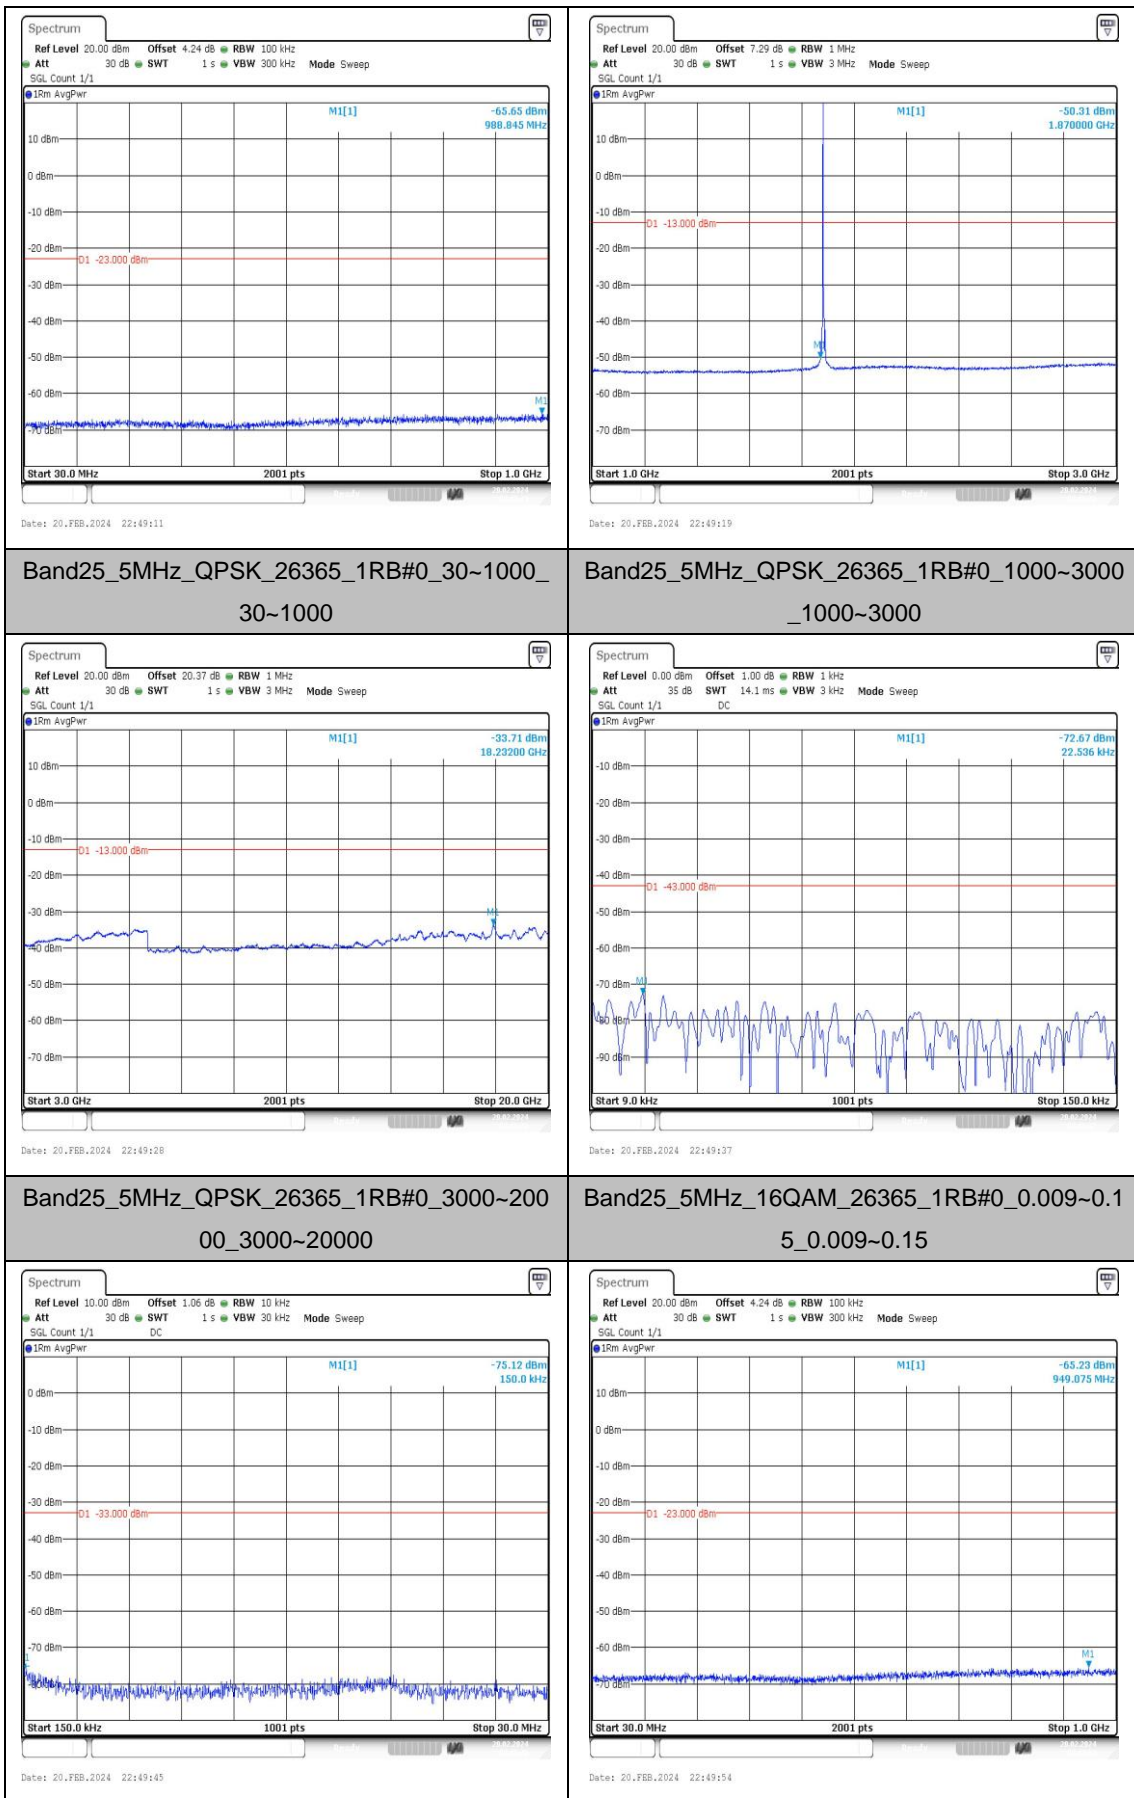 Spectrum
Ref Level 20.00 dBm Offset 4.24 dB RBW 100 kHz
Att 30 dB SWT 1 s VBW 300 kHz Mode Sweep
SGL Count 1/1
1Rm AvgPwr
M1[1] -65.65 dBm
988.845 MHz
10 dBm
0 dBm
-10 dBm
-20 dBm
D1 -23.000 dBm
-30 dBm
-40 dBm
-50 dBm
-60 dBm
M1
-70 dBm
Start 30.0 MHz 2001 pts Stop 1.0 GHz
Date: 20.FEB.2024 22:49:11
Spectrum
Ref Level 20.00 dBm Offset 7.29 dB RBW 1 MHz
Att 30 dB SWT 1 s VBW 3 MHz Mode Sweep
SGL Count 1/1
1Rm AvgPwr
M1[1] -50.31 dBm
1.870000 GHz
10 dBm
0 dBm
-10 dBm
D1 -13.000 dBm
-20 dBm
-30 dBm
-40 dBm
-50 dBm
-60 dBm
-70 dBm
Start 1.0 GHz 2001 pts Stop 3.0 GHz
Date: 20.FEB.2024 22:49:19
Band25_5MHz_QPSK_26365_1RB#0_30~1000_
30~1000
Band25_5MHz_QPSK_26365_1RB#0_1000~3000
_1000~3000
Spectrum
Ref Level 20.00 dBm Offset 20.37 dB RBW 1 MHz
Att 30 dB SWT 1 s VBW 3 MHz Mode Sweep
SGL Count 1/1
1Rm AvgPwr
M1[1] -33.71 dBm
18.23200 GHz
10 dBm
0 dBm
-10 dBm
D1 -13.000 dBm
-20 dBm
-30 dBm
M1
-40 dBm
-50 dBm
-60 dBm
-70 dBm
Start 3.0 GHz 2001 pts Stop 20.0 GHz
Date: 20.FEB.2024 22:49:28
Spectrum
Ref Level 0.00 dBm Offset 1.00 dB RBW 1 kHz
Att 35 dB SWT 14.1 ms VBW 3 kHz Mode Sweep
SGL Count 1/1 DC
1Rm AvgPwr
M1[1] -72.67 dBm
22.536 kHz
-10 dBm
-20 dBm
-30 dBm
-40 dBm
D1 -43.000 dBm
-50 dBm
-60 dBm
-70 dBm
M1
-80 dBm
-90 dBm
Start 9.0 kHz 1001 pts Stop 150.0 kHz
Date: 20.FEB.2024 22:49:37
Band25_5MHz_QPSK_26365_1RB#0_3000~200
00_3000~20000
Band25_5MHz_16QAM_26365_1RB#0_0.009~0.1
5_0.009~0.15
Spectrum
Ref Level 10.00 dBm Offset 1.06 dB RBW 10 kHz
Att 30 dB SWT 1 s VBW 30 kHz Mode Sweep
SGL Count 1/1 DC
1Rm AvgPwr
M1[1] -75.12 dBm
150.0 kHz
0 dBm
-10 dBm
-20 dBm
-30 dBm
D1 -33.000 dBm
-40 dBm
-50 dBm
-60 dBm
-70 dBm
-80 dBm
Start 150.0 kHz 1001 pts Stop 30.0 MHz
Date: 20.FEB.2024 22:49:45
Spectrum
Ref Level 20.00 dBm Offset 4.24 dB RBW 100 kHz
Att 30 dB SWT 1 s VBW 300 kHz Mode Sweep
SGL Count 1/1
1Rm AvgPwr
M1[1] -65.23 dBm
949.075 MHz
10 dBm
0 dBm
-10 dBm
-20 dBm
D1 -23.000 dBm
-30 dBm
-40 dBm
-50 dBm
-60 dBm
M1
-70 dBm
Start 30.0 MHz 2001 pts Stop 1.0 GHz
Date: 20.FEB.2024 22:49:54